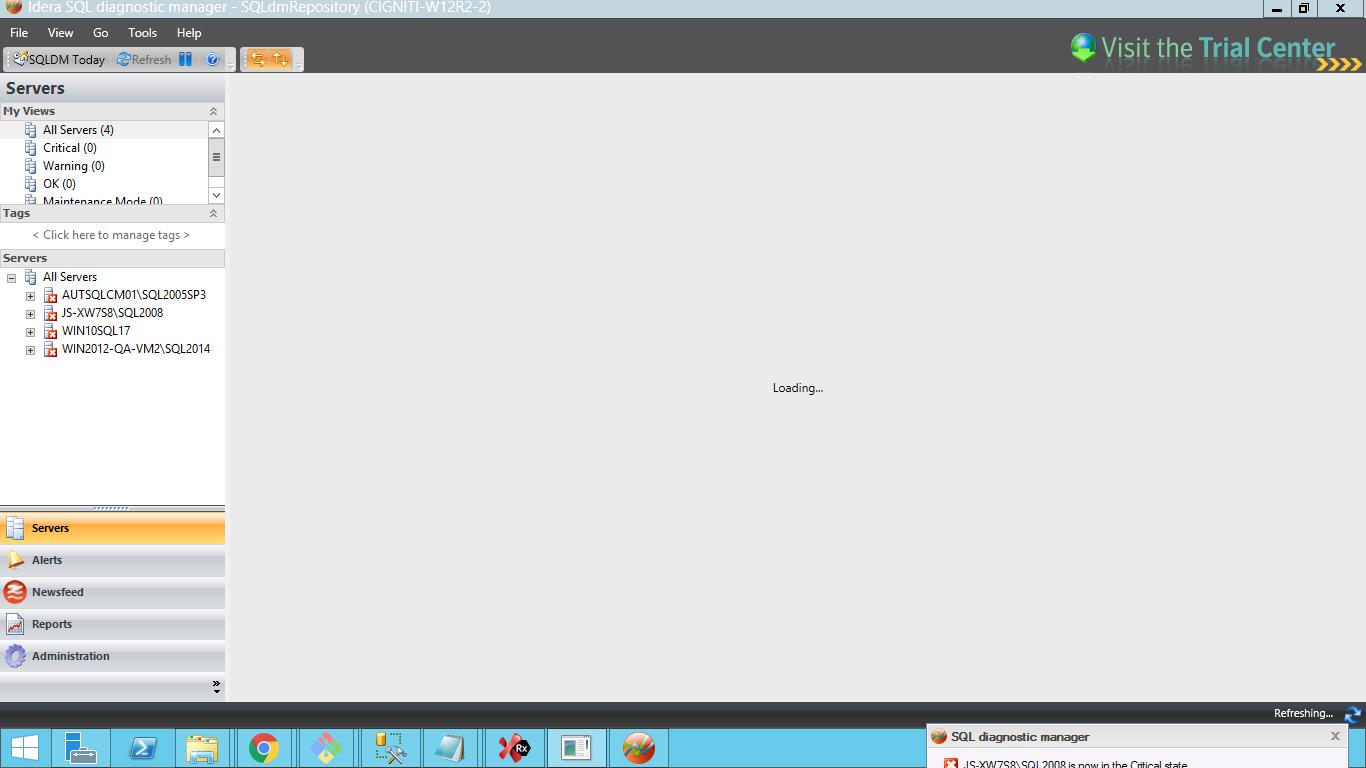 Idera SQL diagnostic manager - SQLdmRepository (CIGNITI-W12R2-2)
File View Go Tools Help
SQLDM Today Refresh
Visit the Trial Center
Servers
My Views
All Servers (4)
Critical (0)
Warning (0)
OK (0)
Maintenance Mode (0)
Tags
< Click here to manage tags >
Servers
All Servers
AUTSQLCM01\SQL2005SP3
JS-XW7S8\SQL2008
WIN10SQL17
WIN2012-QA-VM2\SQL2014
Loading...
Servers
Alerts
Newsfeed
Reports
Administration
Refreshing...
Rx
SQL diagnostic manager
JS-XW7S8\SQL2008 is now in the Critical state